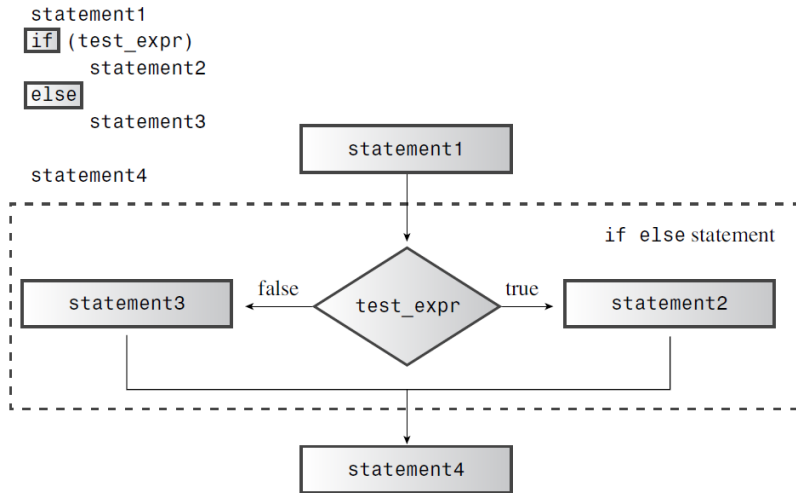 statement1
if (test_expr)
statement2
else
statement3
statement4
statement1
if else statement
statement3
false
test_expr
true
statement2
statement4